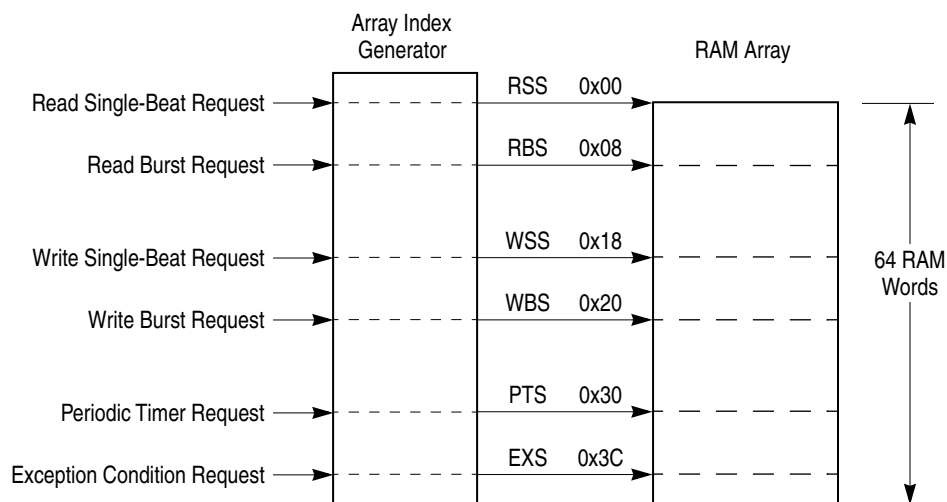 Array Index
Generator
RAM Array
Read Single-Beat Request
RSS 0x00
Read Burst Request
RBS 0x08
Write Single-Beat Request
WSS 0x18
64 RAM
Words
Write Burst Request
WBS 0x20
Periodic Timer Request
PTS 0x30
Exception Condition Request
EXS 0x3C